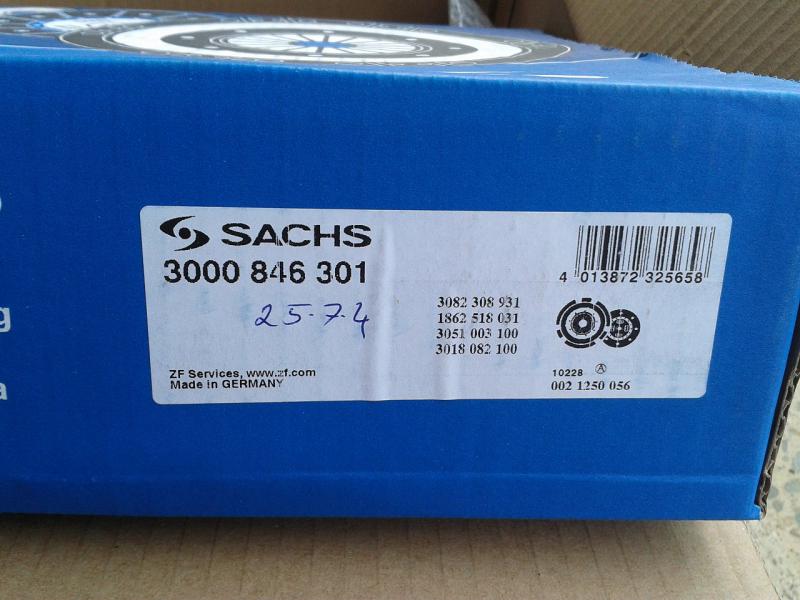 SACHS
3000 846 301
25.7.4
4 013872 325658
3082 308 931
1862 518 031
3051 003 100
3018 082 100
ZF Services, www.zf.com
Made in GERMANY
10228 A
002 1250 056
g
a